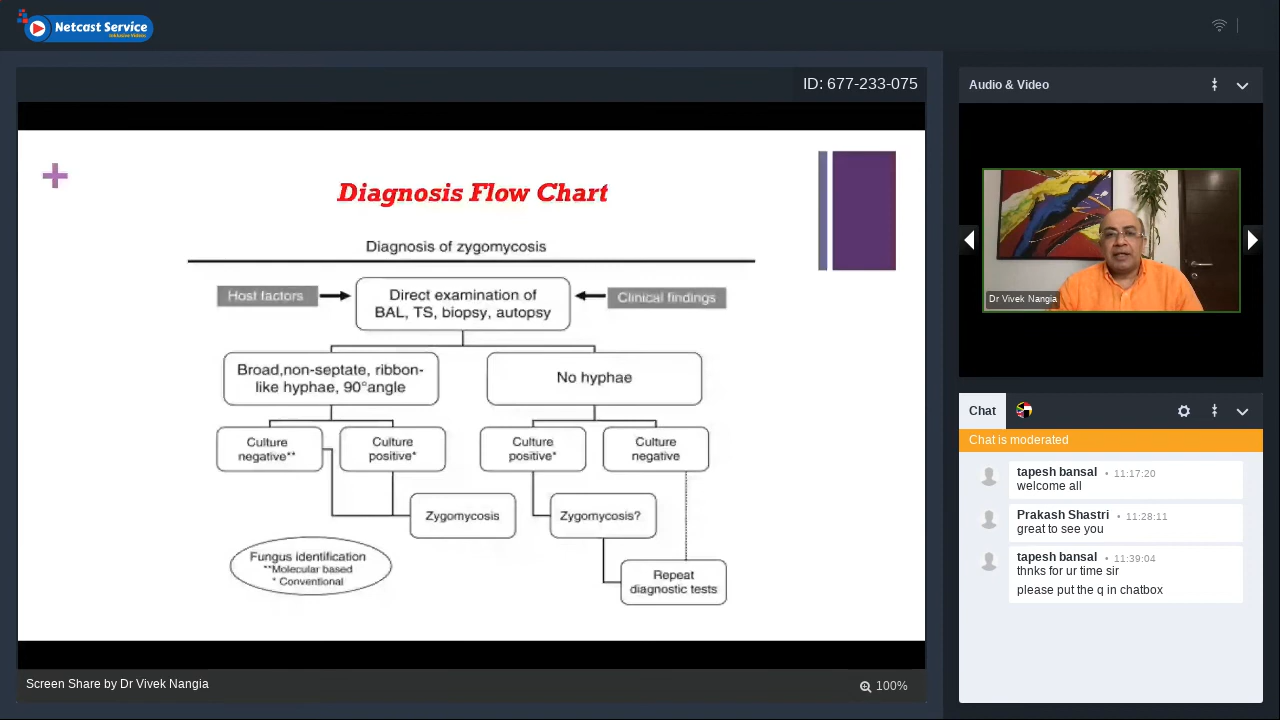 Netcast Service
ID: 677-233-075
Diagnosis Flow Chart
Diagnosis of zygomycosis
Host factors
Direct examination of
BAL, TS, biopsy, autopsy
Clinical findings
Broad,non-septate, ribbon-
like hyphae, 90°angle
No hyphae
Culture
negative**
Culture
positive*
Culture
positive*
Culture
negative
Zygomycosis
Zygomycosis?
Fungus identification
**Molecular based
* Conventional
Repeat
diagnostic tests
Screen Share by Dr Vivek Nangia
100%
Audio & Video
Dr Vivek Nangia
Chat
Chat is moderated
tapesh bansal • 11:17:20
welcome all
Prakash Shastri • 11:28:11
great to see you
tapesh bansal • 11:39:04
thnks for ur time sir
please put the q in chatbox